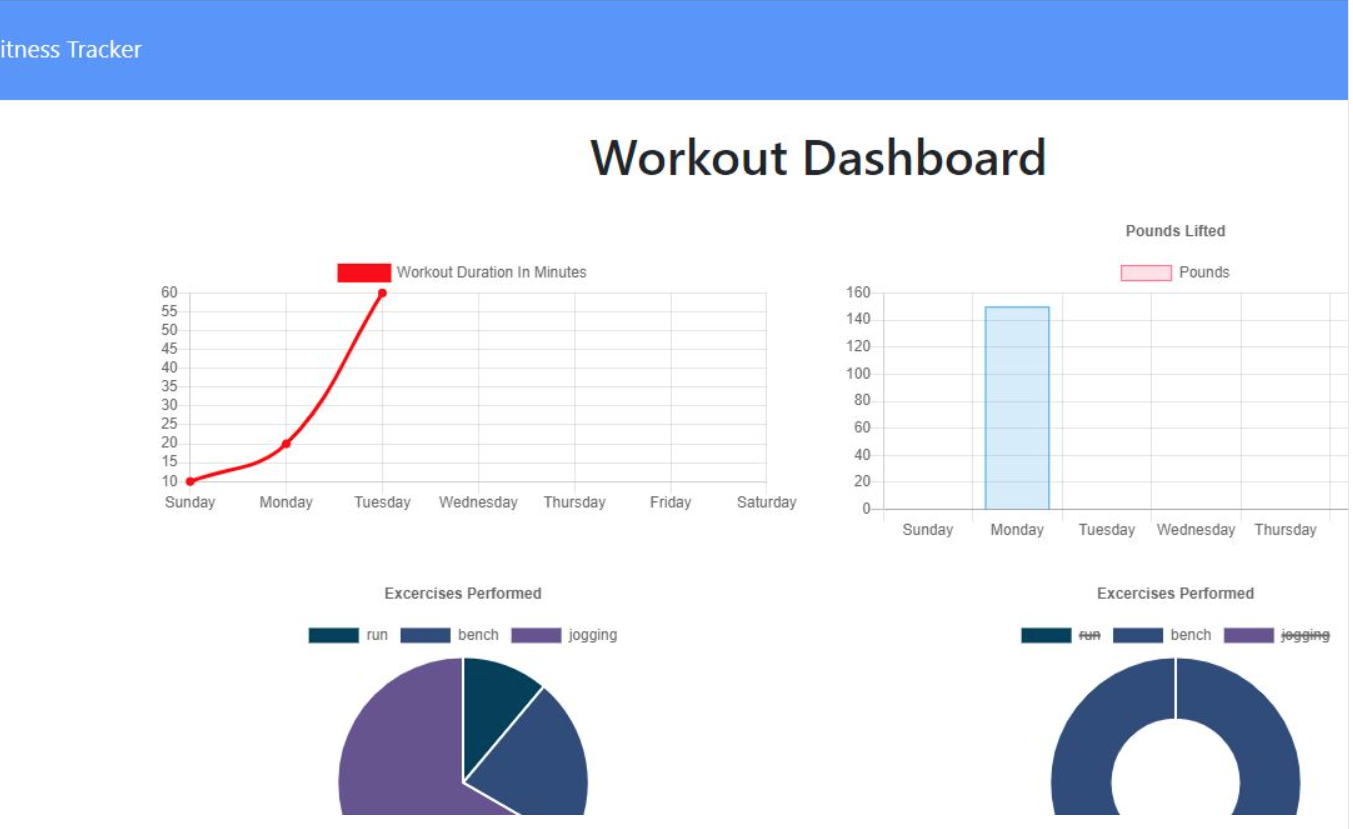 itness Tracker
Workout Dashboard
Workout Duration In Minutes
60
55
50
45
40
35
30
25
20
15
10
Sunday Monday Tuesday Wednesday Thursday Friday Saturday
Pounds Lifted
Pounds
160
140
120
100
80
60
40
20
0
Sunday Monday Tuesday Wednesday Thursday
Excercises Performed
run bench jogging
Excercises Performed
run bench jogging